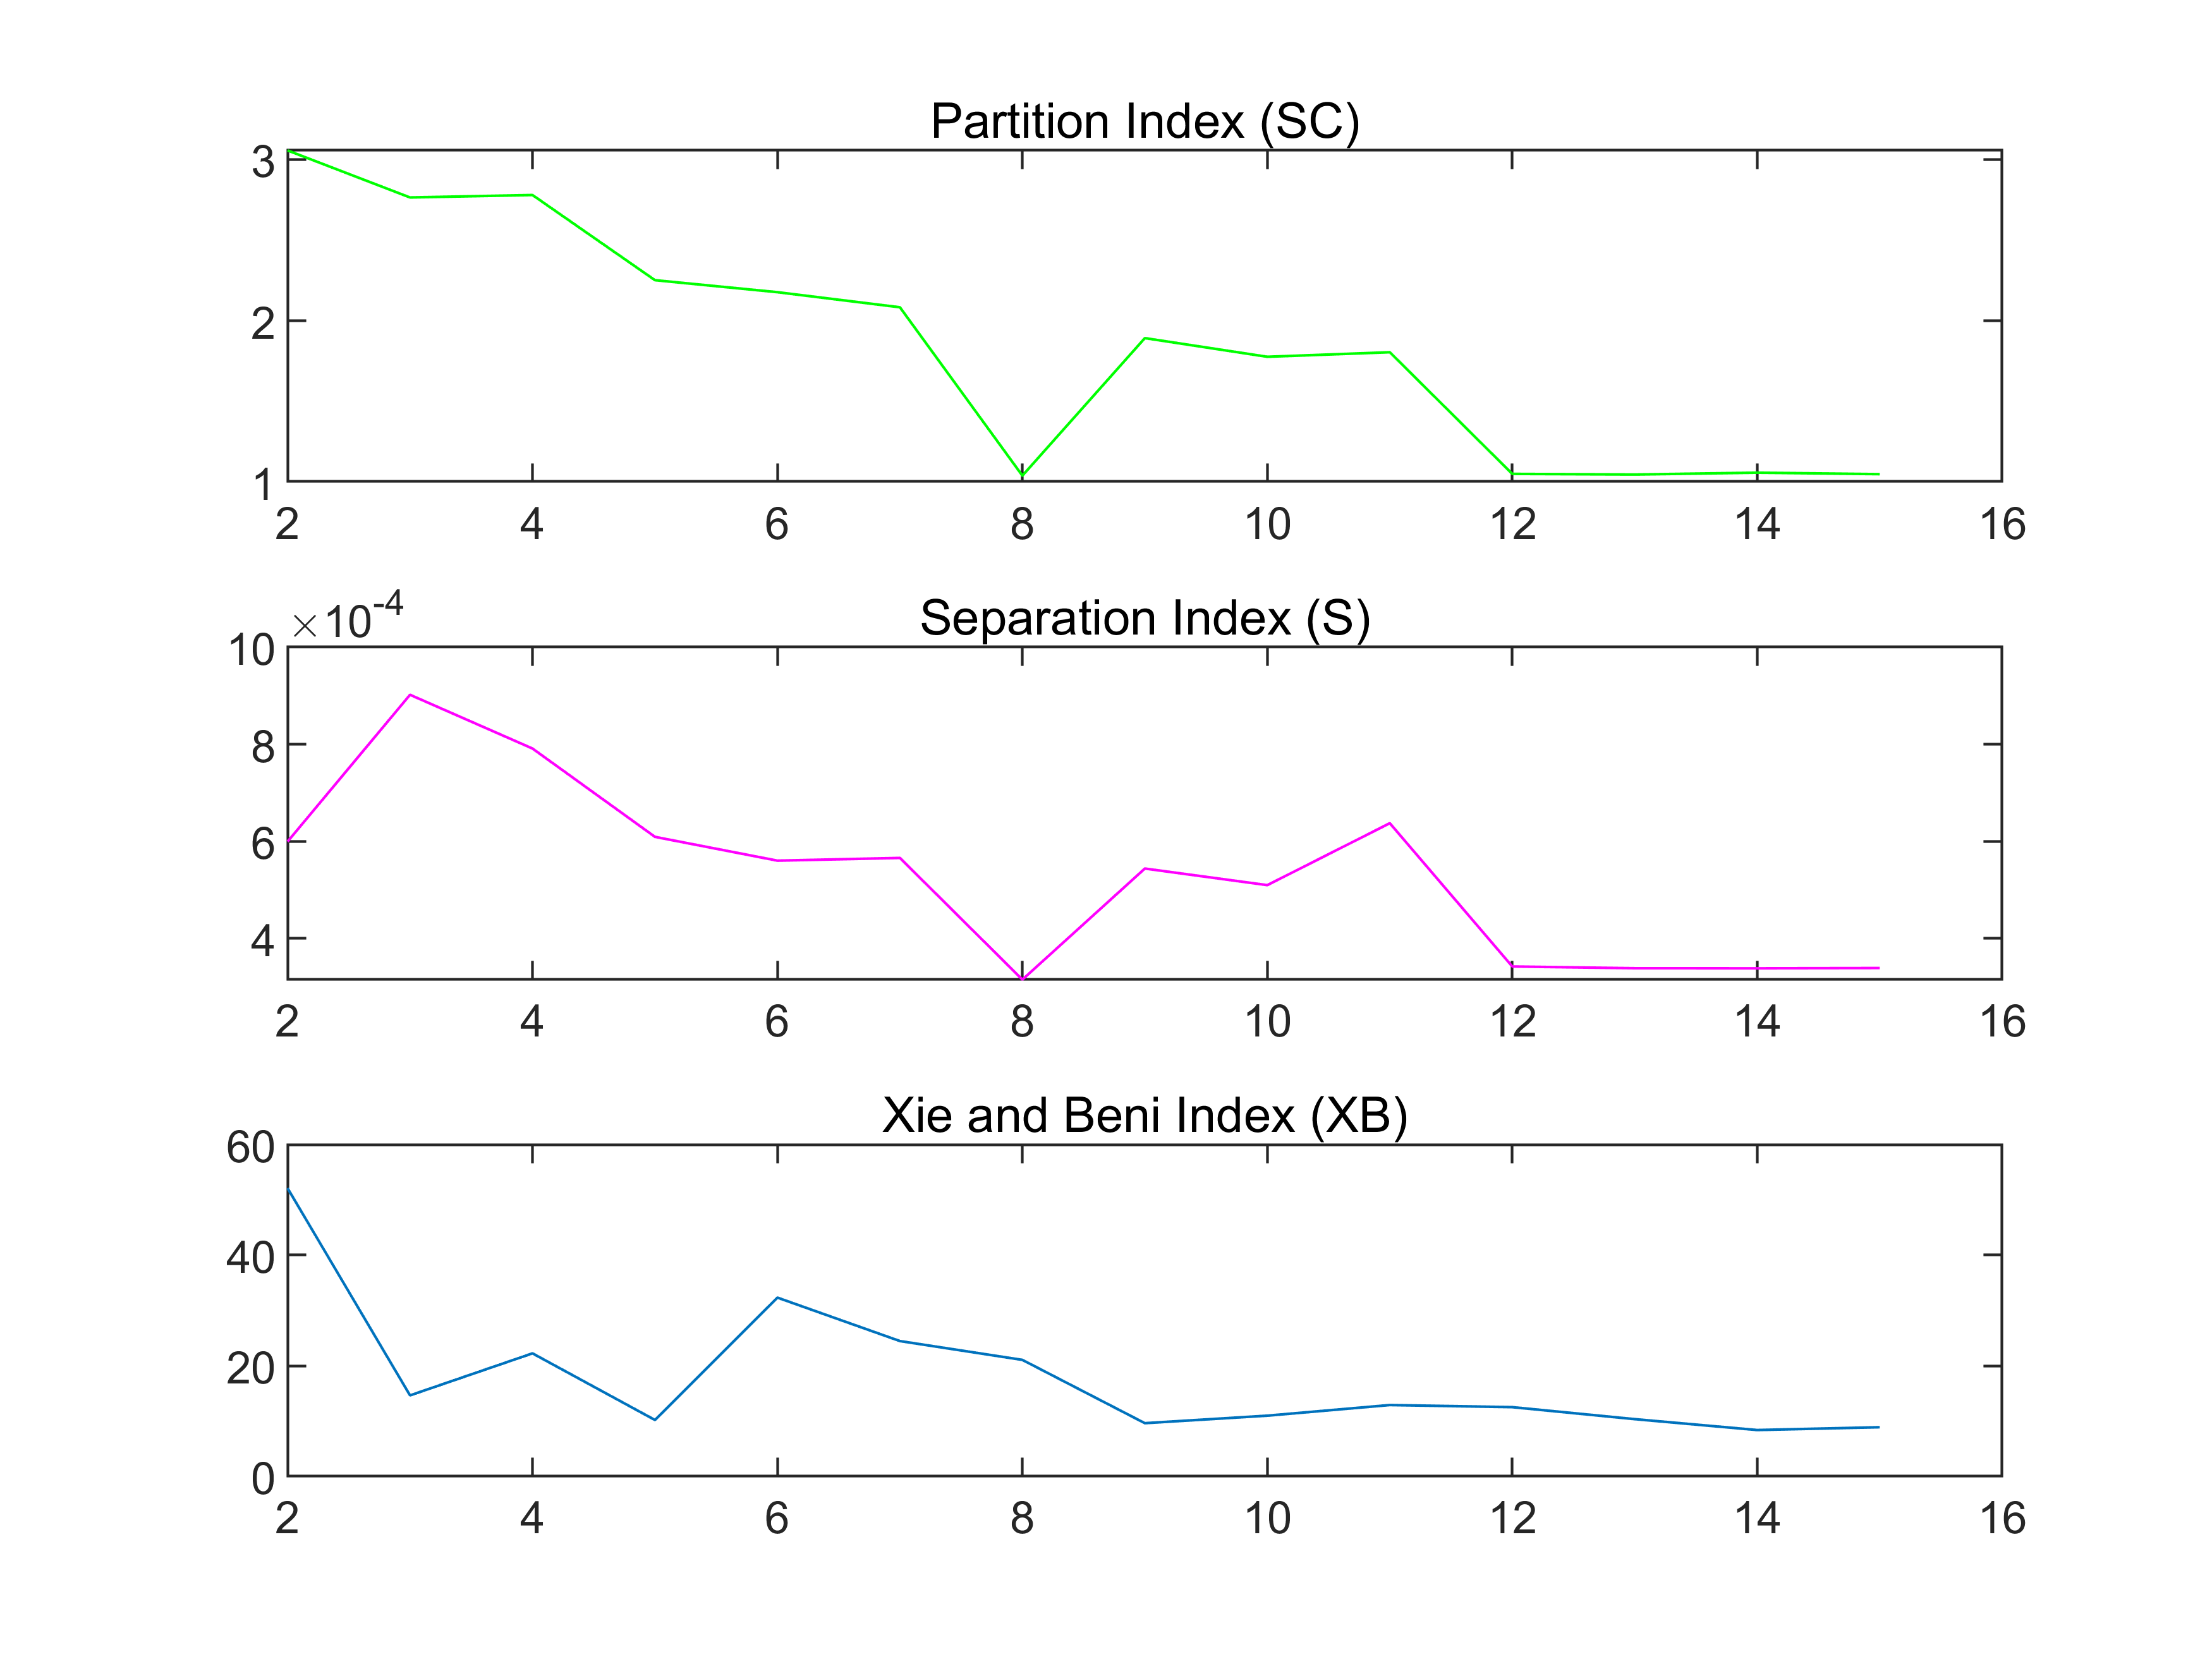 Partition Index (SC)
3
2
1
2 4 6 8 10 12 14 16
×10-4
Separation Index (S)
10
8
6
4
2 4 6 8 10 12 14 16
Xie and Beni Index (XB)
60
40
20
0
2 4 6 8 10 12 14 16